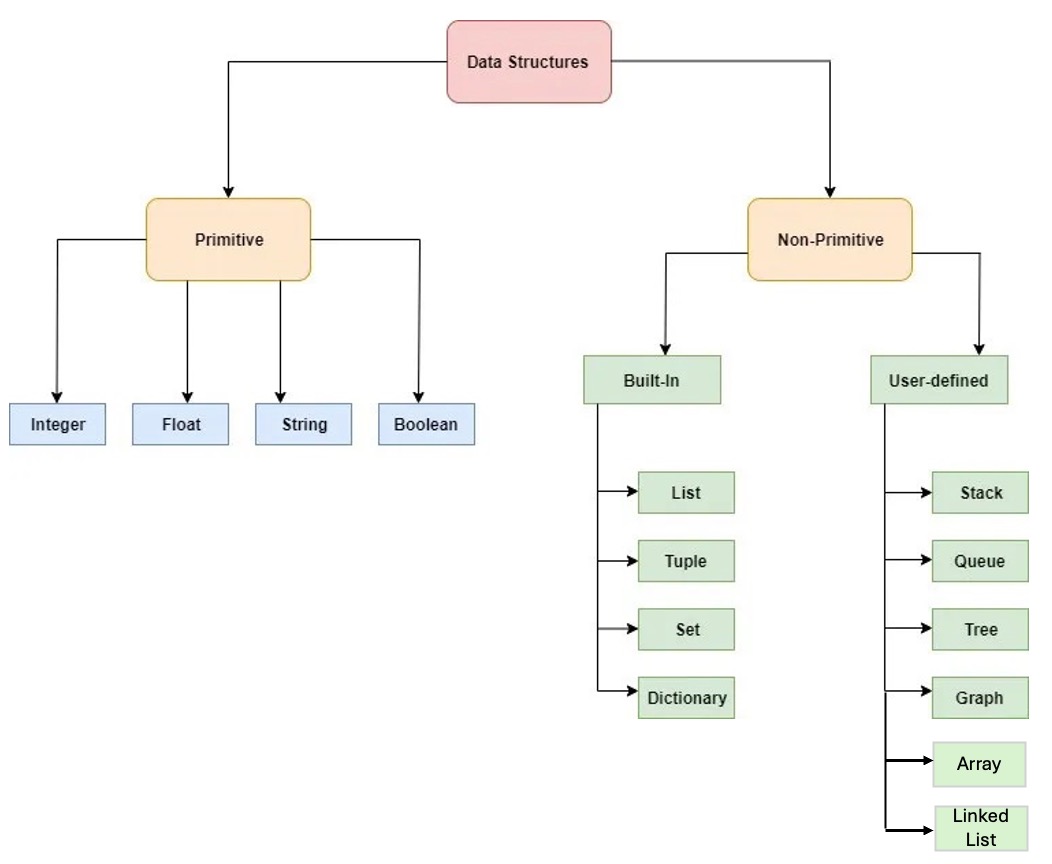 Data Structures
Primitive
Non-Primitive
Integer
Float
String
Boolean
Built-In
User-defined
List
Tuple
Set
Dictionary
Stack
Queue
Tree
Graph
Array
Linked
List